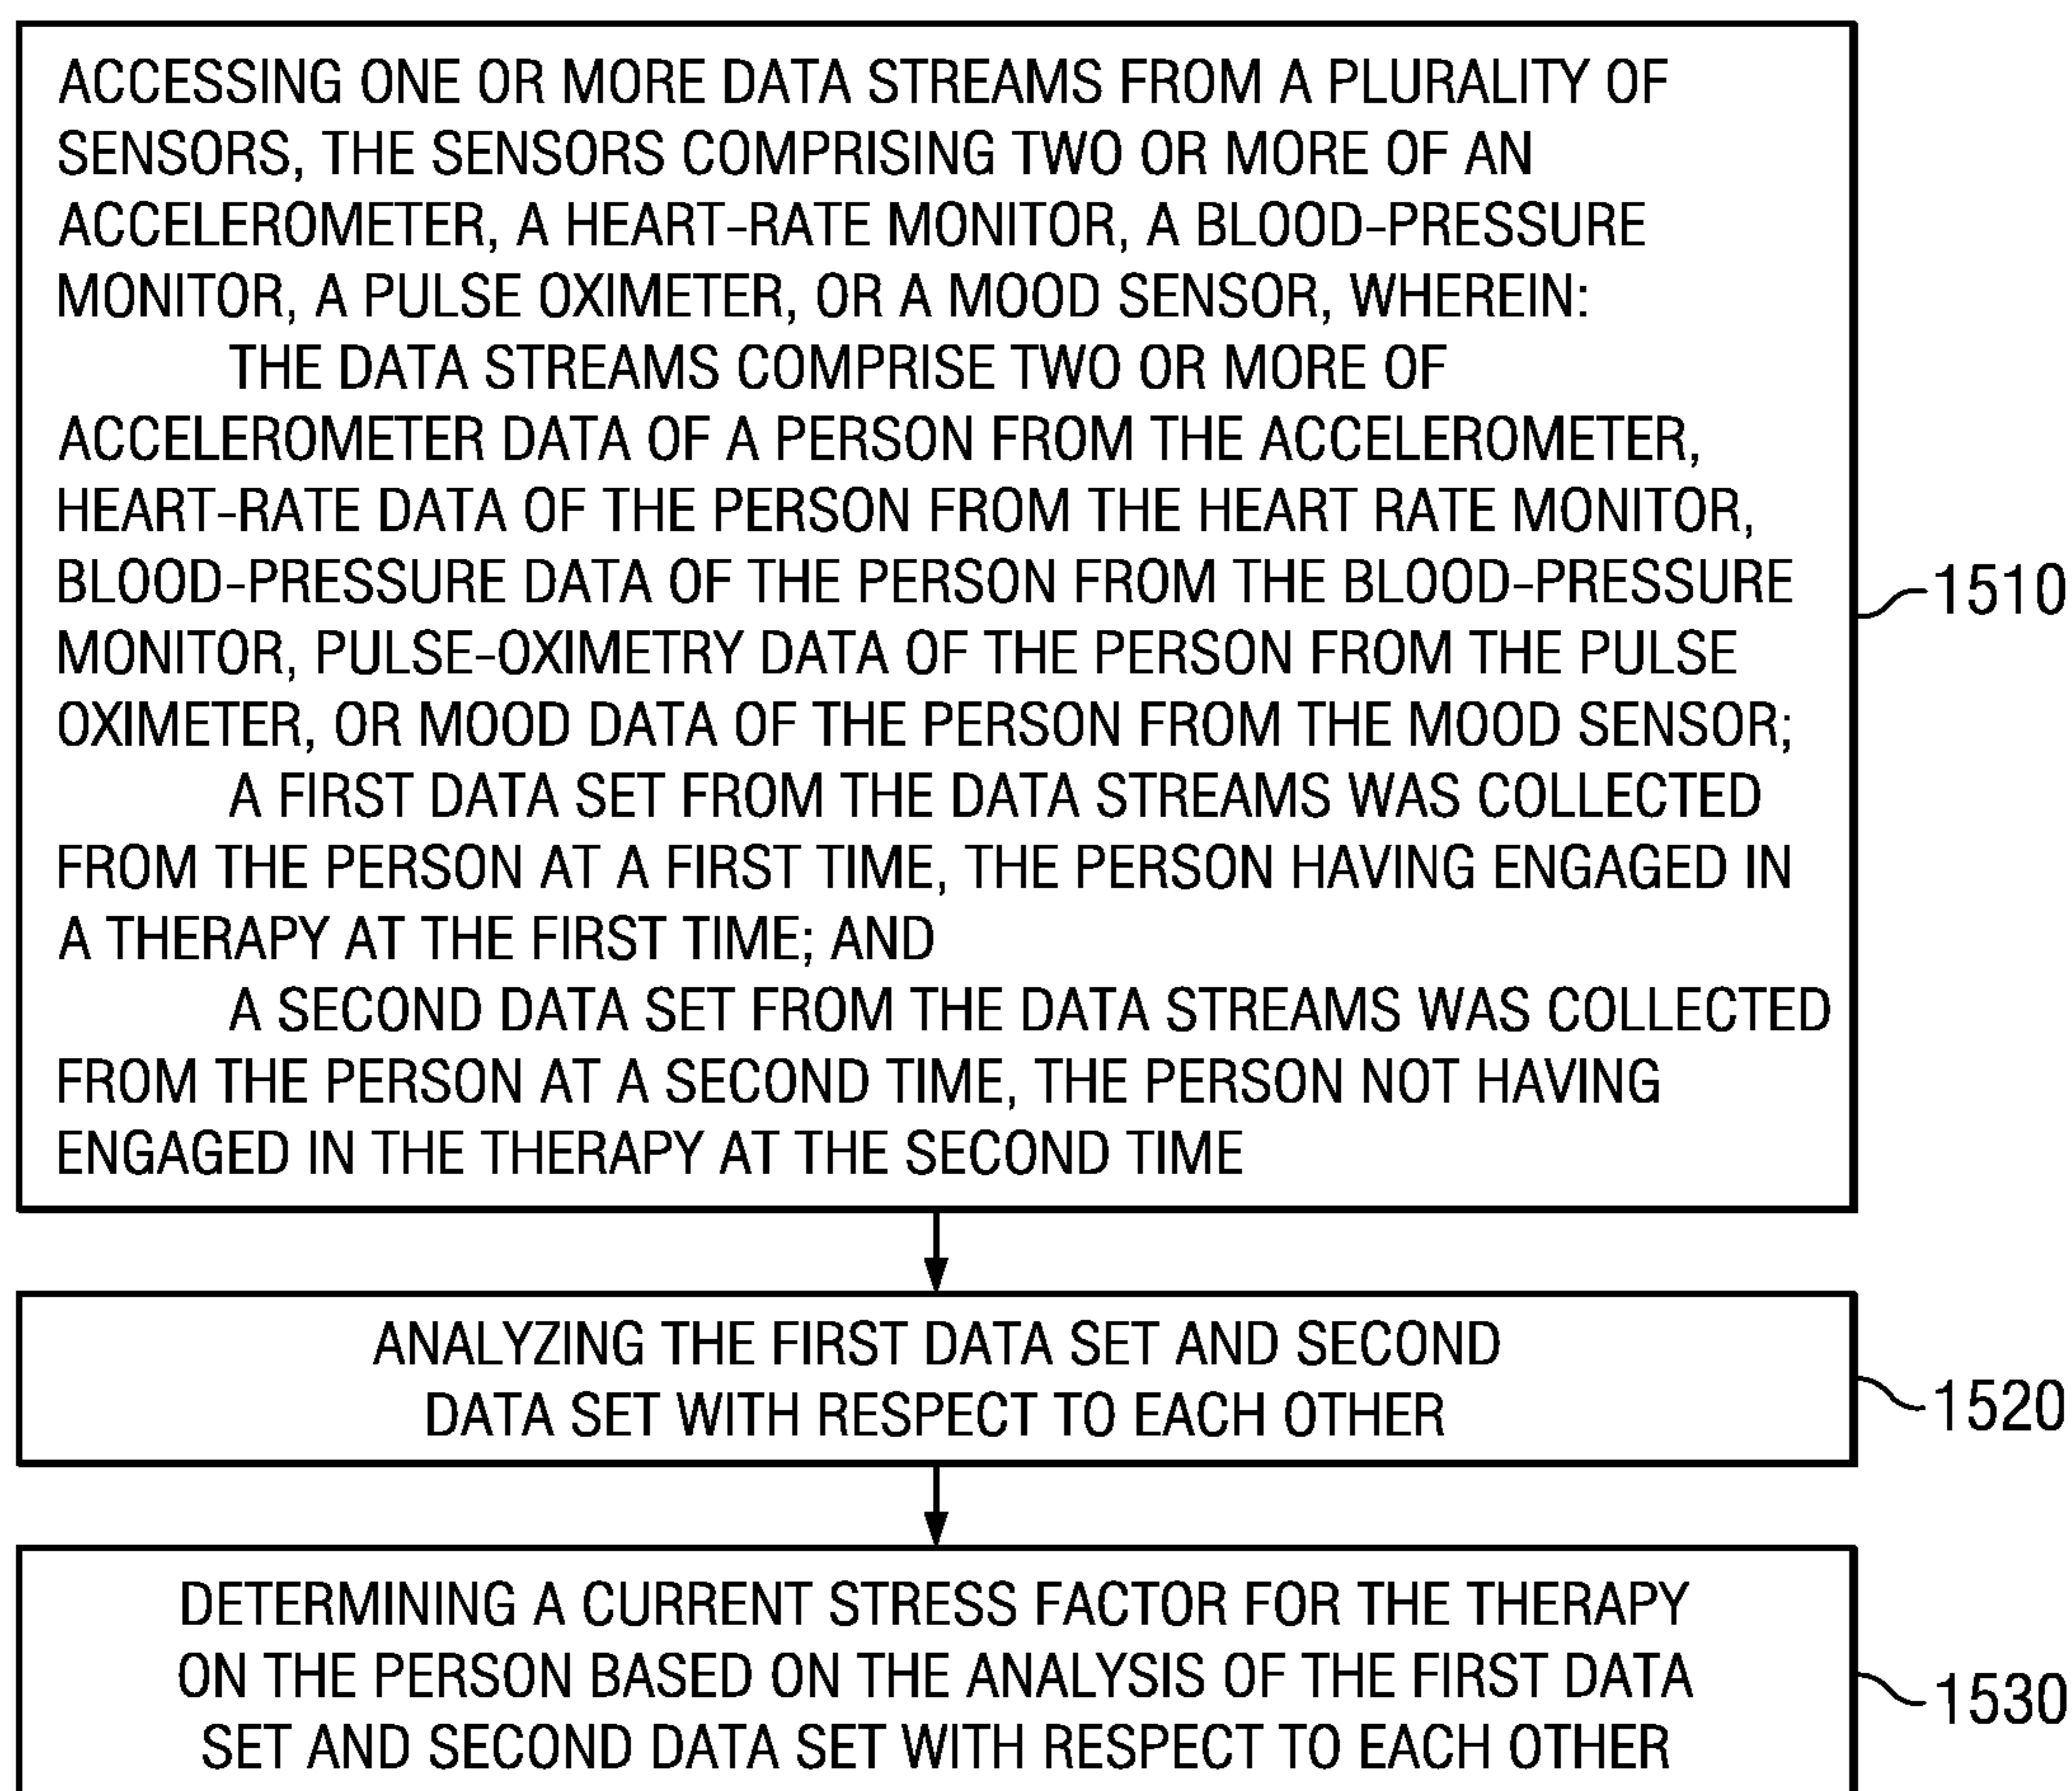 ACCESSING ONE OR MORE DATA STREAMS FROM A PLURALITY OF
SENSORS, THE SENSORS COMPRISING TWO OR MORE OF AN
ACCELEROMETER, A HEART-RATE MONITOR, A BLOOD-PRESSURE
MONITOR, A PULSE OXIMETER, OR A MOOD SENSOR, WHEREIN:
THE DATA STREAMS COMPRISE TWO OR MORE OF
ACCELEROMETER DATA OF A PERSON FROM THE ACCELEROMETER,
HEART-RATE DATA OF THE PERSON FROM THE HEART RATE MONITOR,
BLOOD-PRESSURE DATA OF THE PERSON FROM THE BLOOD-PRESSURE
MONITOR, PULSE-OXIMETRY DATA OF THE PERSON FROM THE PULSE
OXIMETER, OR MOOD DATA OF THE PERSON FROM THE MOOD SENSOR;
A FIRST DATA SET FROM THE DATA STREAMS WAS COLLECTED
FROM THE PERSON AT A FIRST TIME, THE PERSON HAVING ENGAGED IN
A THERAPY AT THE FIRST TIME; AND
A SECOND DATA SET FROM THE DATA STREAMS WAS COLLECTED
FROM THE PERSON AT A SECOND TIME, THE PERSON NOT HAVING
ENGAGED IN THE THERAPY AT THE SECOND TIME
1510
ANALYZING THE FIRST DATA SET AND SECOND
DATA SET WITH RESPECT TO EACH OTHER
1520
DETERMINING A CURRENT STRESS FACTOR FOR THE THERAPY
ON THE PERSON BASED ON THE ANALYSIS OF THE FIRST DATA
SET AND SECOND DATA SET WITH RESPECT TO EACH OTHER
1530